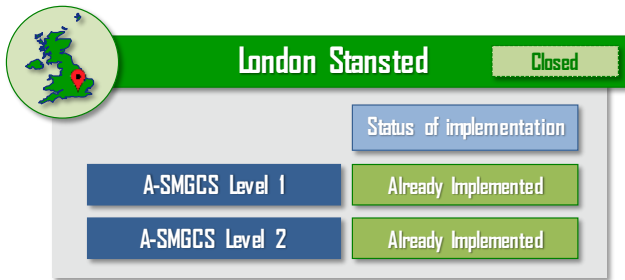 London Stansted
Closed
Status of implementation
A-SMGCS Level 1
Already Implemented
A-SMGCS Level 2
Already Implemented